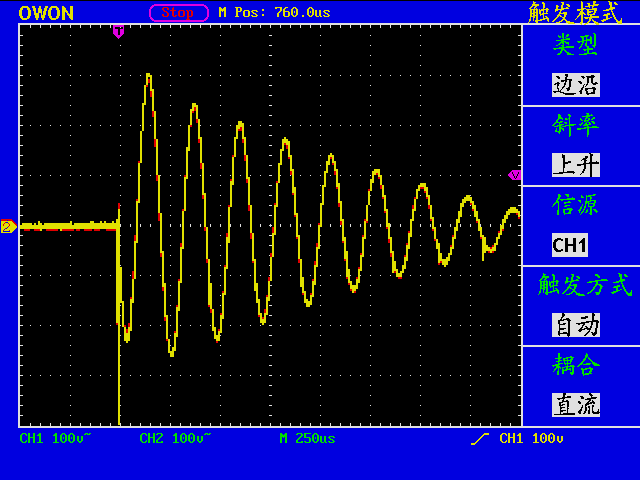 OWON Stop M Pos: 760.0us 触发模式
T
类型
边沿
斜率
上升
V
信源
2
CH1
触发方式
自动
耦合
直流
CH1 100v~ CH2 100v~ M 250us CH1 100v